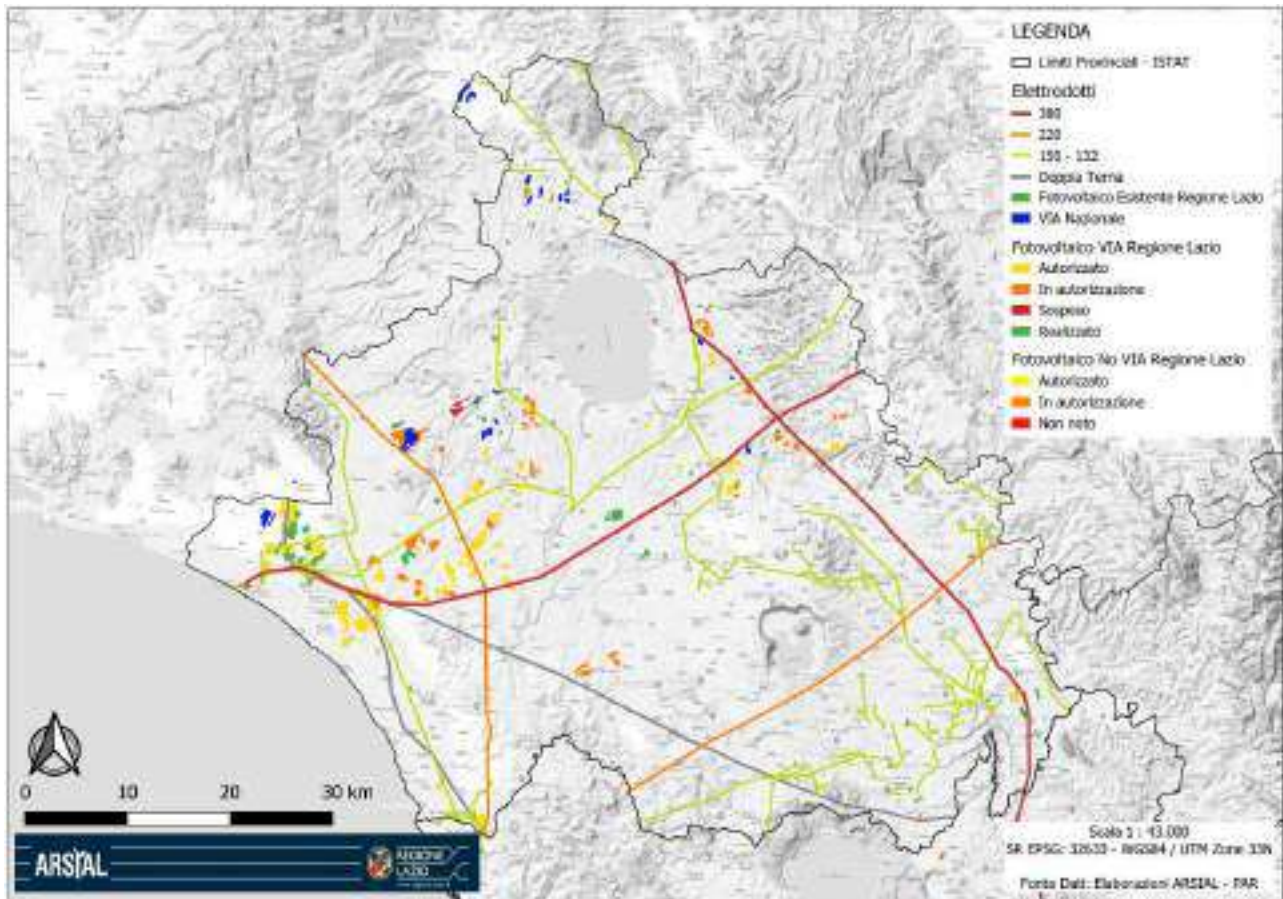 LEGENDA
Limiti Provinciali - ISTAT
Elettrodotti
380
220
150 - 132
Doppia Terna
Fotovoltaico Esistente Regione Lazio
VIA Nazionale
Fotovoltaico VIA Regione Lazio
Autorizzato
In autorizzazione
Sospeso
Realizzato
Fotovoltaico No VIA Regione Lazio
Autorizzato
In autorizzazione
Non noto
0 10 20 30 km
ARSIAL
REGIONE
LAZIO
Scala 1 : 43.000
SR EPSG: 32633 - WGS84 / UTM Zone 33N
Fonte Dati: Elaborazioni ARSIAL - PAR